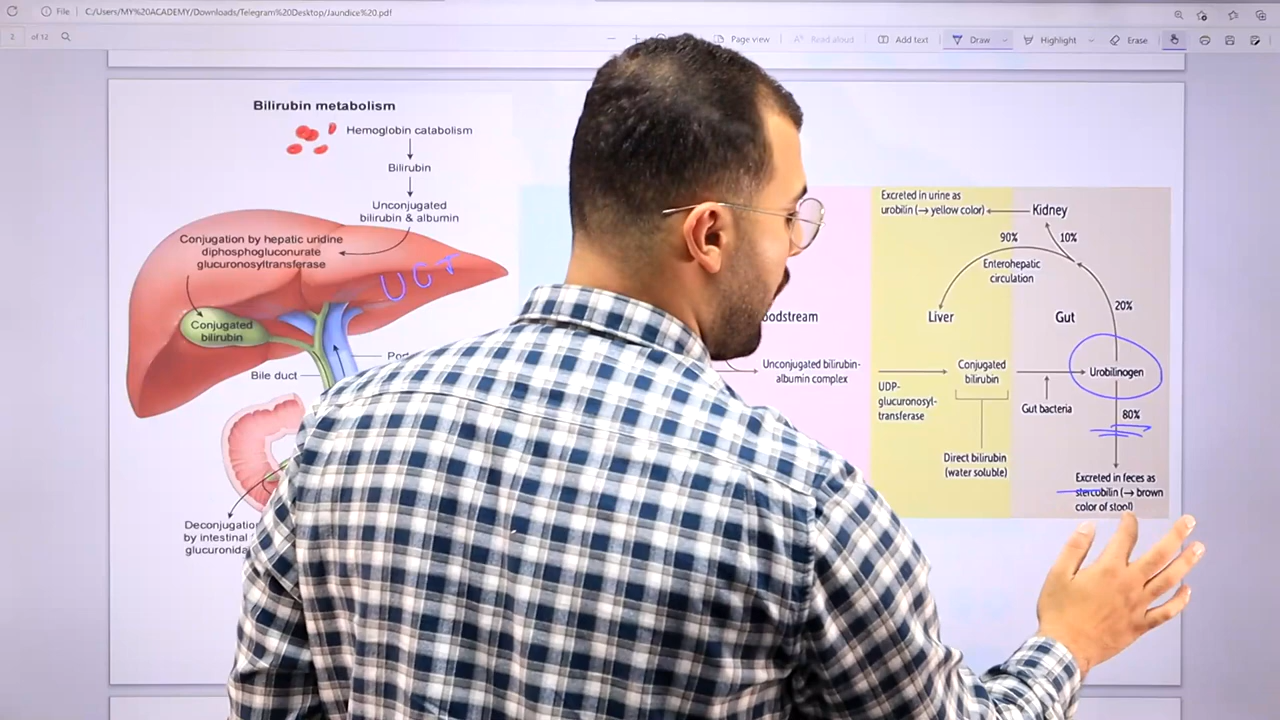 File
C:/Users/MY%20ACADEMY/Downloads/Telegram%20Desktop/Jaundice%20.pdf
2 of 12
Page view
Read aloud
Add text
Draw
Highlight
Erase
Bilirubin metabolism
Hemoglobin catabolism
Bilirubin
Unconjugated
bilirubin & albumin
Conjugation by hepatic uridine
diphosphogluconurate
glucuronosyltransferase
UGT
Conjugated
bilirubin
Bile duct
Deconjugatio
by intestinal
glucuronida
Unconjugated bilirubin-
albumin complex
UDP-
glucuronosyl-
transferase
Liver
Conjugated
bilirubin
Direct bilirubin
(water soluble)
Excreted in urine as
urobilin (→ yellow color)
Kidney
90%
10%
Enterohepatic
circulation
20%
Gut
Urobilinogen
Gut bacteria
80%
Excreted in feces as
stercobilin (→ brown
color of stool)